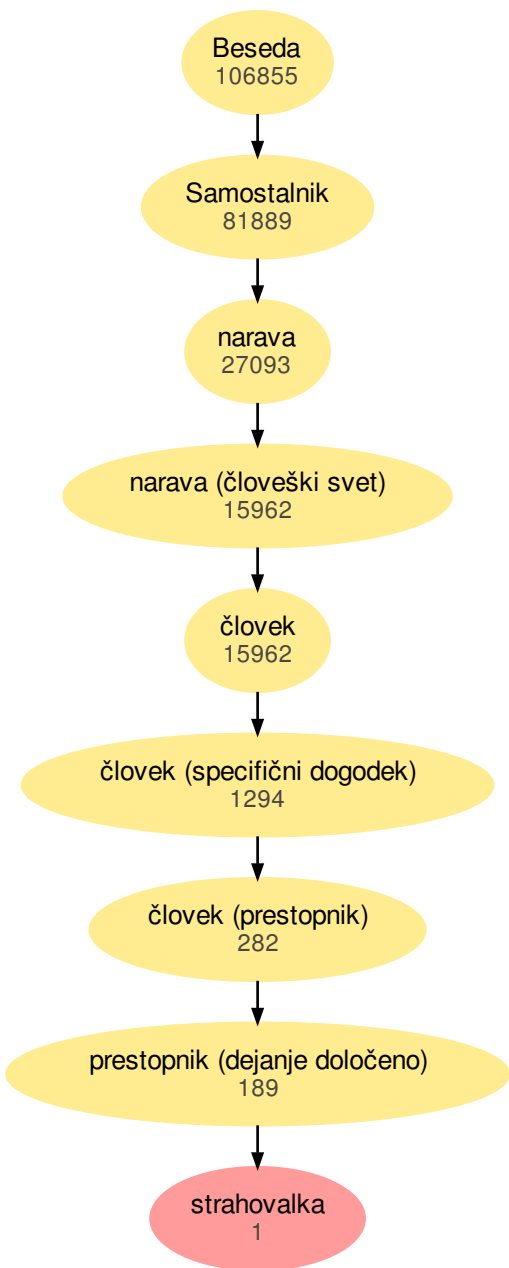 Beseda
106855
Samostalnik
81889
narava
27093
narava (človeški svet)
15962
človek
15962
človek (specifični dogodek)
1294
človek (prestopnik)
282
prestopnik (dejanje določeno)
189
strahovalka
1